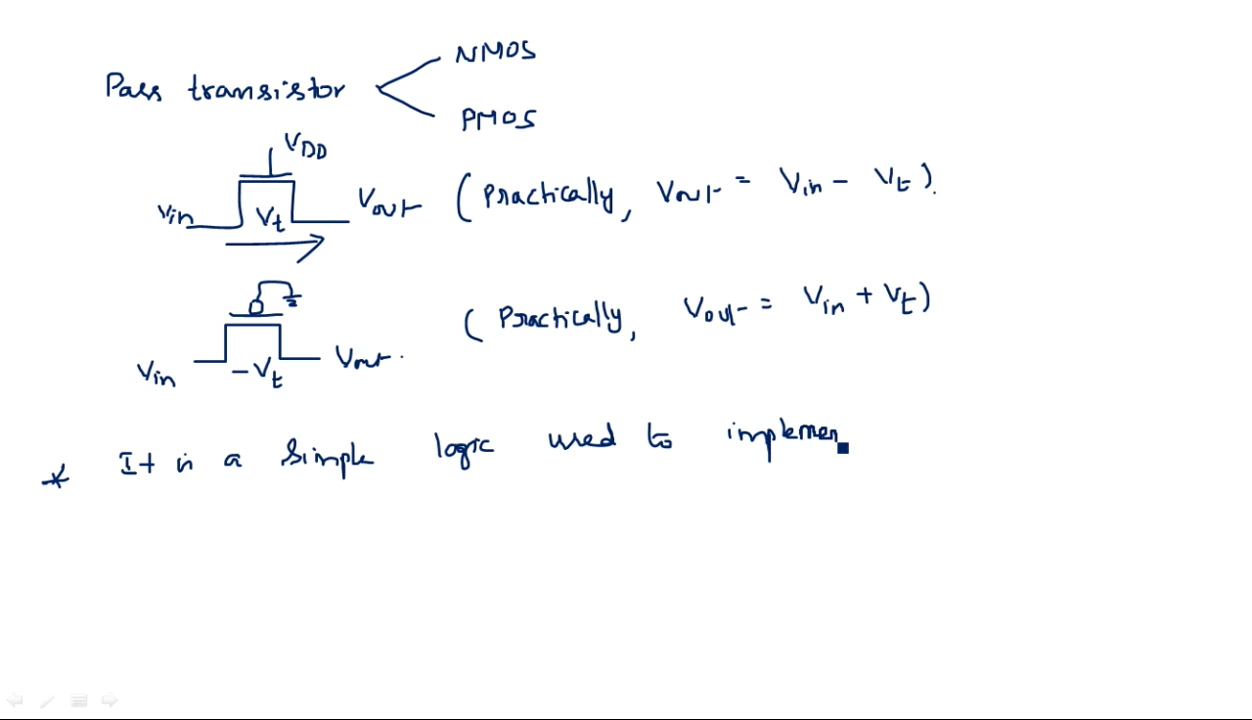 NMOS
Pass transistor
PMOS
VDD
Vin Vt Vout (Practically, Vout = Vin - Vt).
Vin -Vt Vout. (Practically, Vout = Vin + Vt)
* It is a simple logic used to implemen